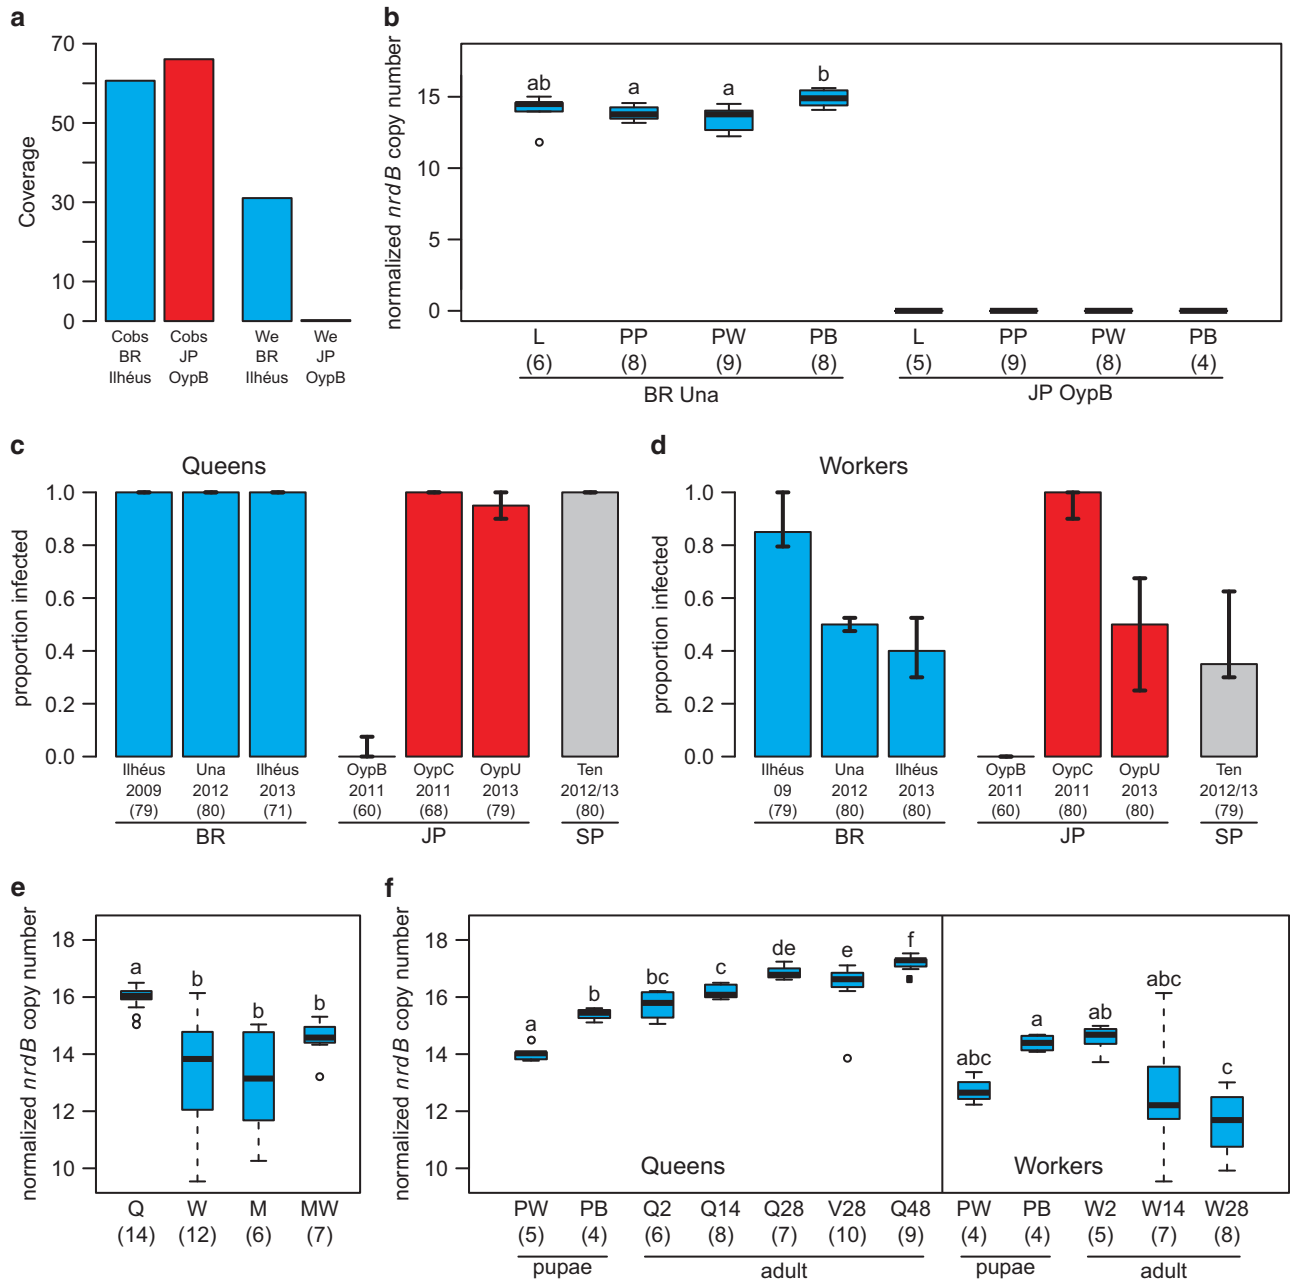 a
70
50
30
10
0
Coverage
Cobs BR Ilhéus
Cobs JP OypB
We BR Ilhéus
We JP OypB
b
normalized nrdB copy number
15
10
5
0
ab
a
a
b
L PP PW PB L PP PW PB
(6) (8) (9) (8) (5) (9) (8) (4)
BR Una
JP OypB
c
Queens
proportion infected
1.0
0.8
0.6
0.4
0.2
0.0
Ilhéus Una Ilhéus OypB OypC OypU Ten
2009 2012 2013 2011 2011 2013 2012/13
(79) (80) (71) (60) (68) (79) (80)
BR JP SP
d
Workers
proportion infected
1.0
0.8
0.6
0.4
0.2
0.0
Ilhéus Una Ilhéus OypB OypC OypU Ten
09 2012 2013 2011 2011 2013 2012/13
(79) (80) (80) (60) (80) (80) (79)
BR JP SP
e
normalized nrdB copy number
18
16
14
12
10
a
b
b
b
Q W M MW
(14) (12) (6) (7)
f
normalized nrdB copy number
18
16
14
12
10
a
b
bc
c
de
e
f
abc
a
ab
abc
c
Queens
Workers
PW PB Q2 Q14 Q28 V28 Q48 PW PB W2 W14 W28
(5) (4) (6) (8) (7) (10) (9) (4) (4) (5) (7) (8)
pupae adult pupae adult